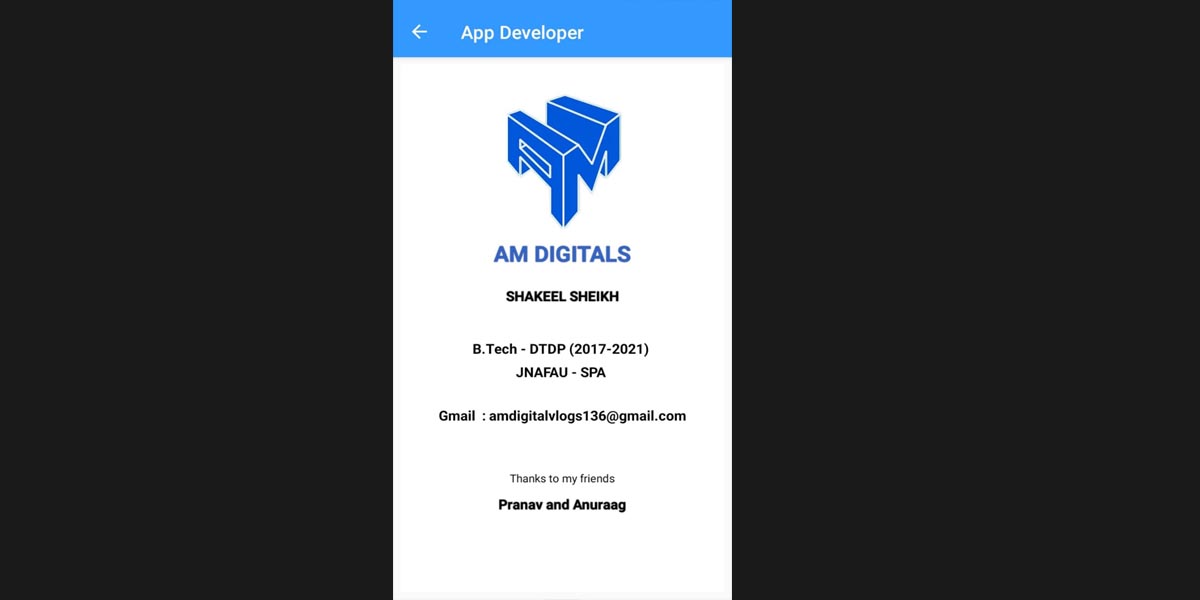 App Developer
AM
AM DIGITALS
SHAKEEL SHEIKH
B.Tech - DTDP (2017-2021)
JNAFAU - SPA
Gmail : amdigitalvlogs136@gmail.com
Thanks to my friends
Pranav and Anuraag